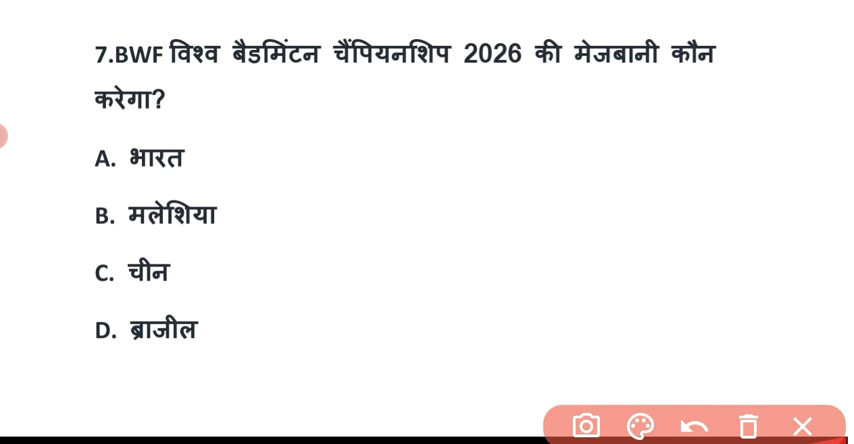 7.BWF विश्व बैडमिंटन चैंपियनशिप 2026 की मेजबानी कौन
करेगा?
A. भारत
B. मलेशिया
C. चीन
D. ब्राजील